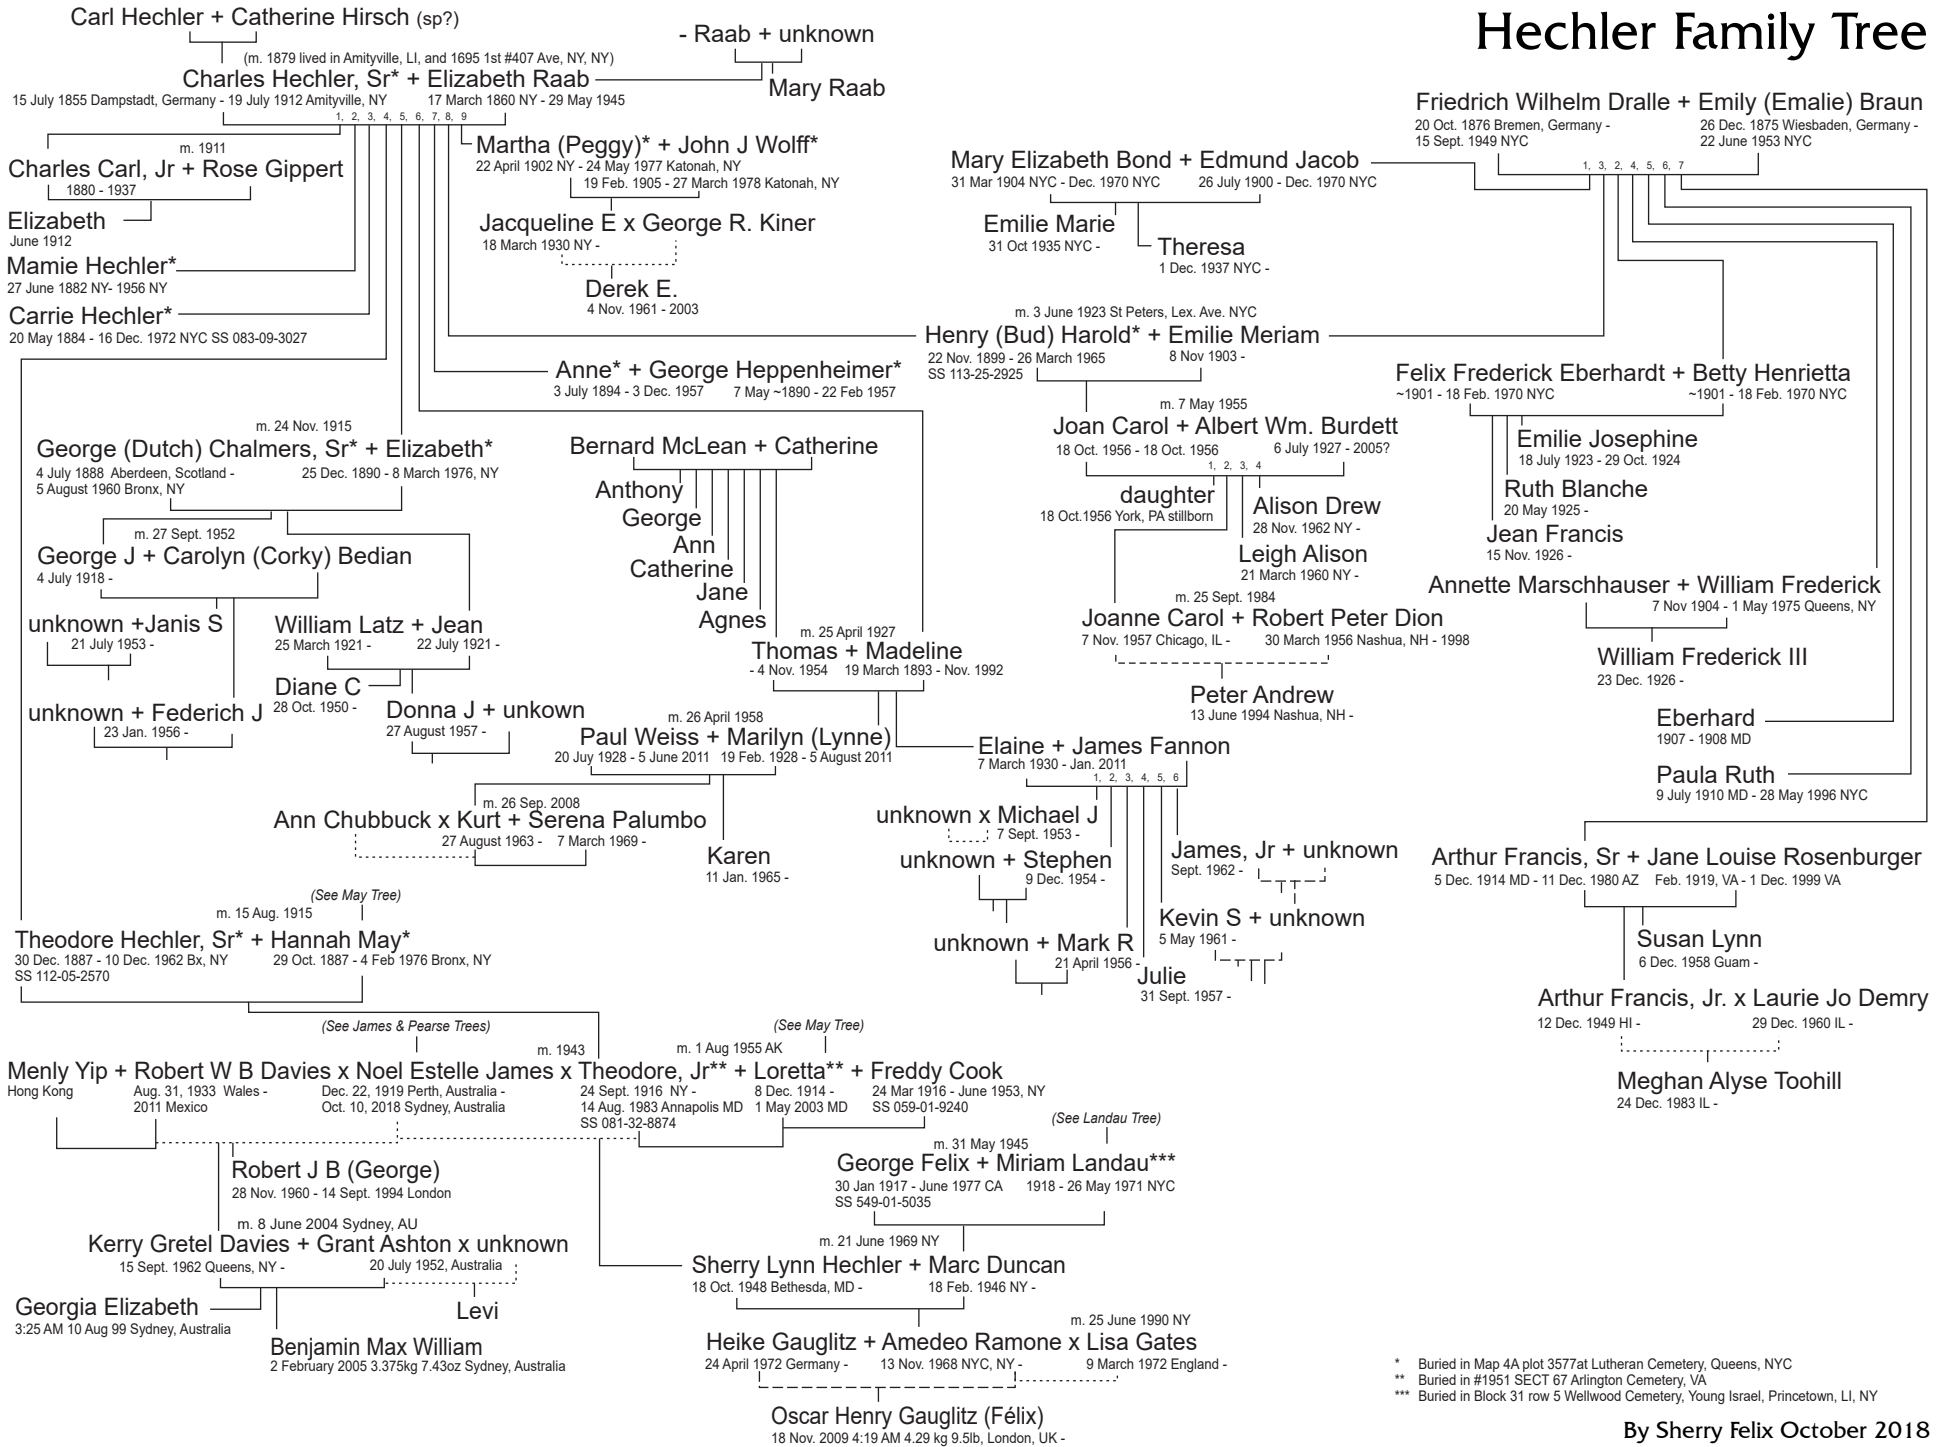 Hechler Family Tree
Carl Hechler + Catherine Hirsch (sp?)
- Raab + unknown
Mary Raab
(m. 1879 lived in Amityville, LI, and 1695 1st #407 Ave, NY, NY)
Charles Hechler, Sr* + Elizabeth Raab
15 July 1855 Dampstadt, Germany - 19 July 1912 Amityville, NY
17 March 1860 NY - 29 May 1945
1, 2, 3, 4, 5, 6, 7, 8, 9
m. 1911
Charles Carl, Jr + Rose Gippert
1880 - 1937
Elizabeth
June 1912
Mamie Hechler*
27 June 1882 NY- 1956 NY
Carrie Hechler*
20 May 1884 - 16 Dec. 1972 NYC SS 083-09-3027
Martha (Peggy)* + John J Wolff*
22 April 1902 NY - 24 May 1977 Katonah, NY
19 Feb. 1905 - 27 March 1978 Katonah, NY
Jacqueline E x George R. Kiner
18 March 1930 NY -
Derek E.
4 Nov. 1961 - 2003
Friedrich Wilhelm Dralle + Emily (Emalie) Braun
20 Oct. 1876 Bremen, Germany -
15 Sept. 1949 NYC
26 Dec. 1875 Wiesbaden, Germany -
22 June 1953 NYC
1, 3, 2, 4, 5, 6, 7
Mary Elizabeth Bond + Edmund Jacob
31 Mar 1904 NYC - Dec. 1970 NYC
26 July 1900 - Dec. 1970 NYC
Emilie Marie
31 Oct 1935 NYC -
Theresa
1 Dec. 1937 NYC -
m. 3 June 1923 St Peters, Lex. Ave. NYC
Henry (Bud) Harold* + Emilie Meriam
22 Nov. 1899 - 26 March 1965
SS 113-25-2925
8 Nov 1903 -
Anne* + George Heppenheimer*
3 July 1894 - 3 Dec. 1957
7 May ~1890 - 22 Feb 1957
Felix Frederick Eberhardt + Betty Henrietta
~1901 - 18 Feb. 1970 NYC
~1901 - 18 Feb. 1970 NYC
Emilie Josephine
18 July 1923 - 29 Oct. 1924
Ruth Blanche
20 May 1925 -
Jean Francis
15 Nov. 1926 -
m. 7 May 1955
Joan Carol + Albert Wm. Burdett
18 Oct. 1956 - 18 Oct. 1956
6 July 1927 - 2005?
1, 2, 3, 4
daughter
18 Oct.1956 York, PA stillborn
Alison Drew
28 Nov. 1962 NY -
Leigh Alison
21 March 1960 NY -
m. 25 Sept. 1984
Joanne Carol + Robert Peter Dion
7 Nov. 1957 Chicago, IL -
30 March 1956 Nashua, NH - 1998
Peter Andrew
13 June 1994 Nashua, NH -
Annette Marschhauser + William Frederick
7 Nov 1904 - 1 May 1975 Queens, NY
William Frederick III
23 Dec. 1926 -
Eberhard
1907 - 1908 MD
Paula Ruth
9 July 1910 MD - 28 May 1996 NYC
Arthur Francis, Sr + Jane Louise Rosenburger
5 Dec. 1914 MD - 11 Dec. 1980 AZ
Feb. 1919, VA - 1 Dec. 1999 VA
Susan Lynn
6 Dec. 1958 Guam -
Arthur Francis, Jr. x Laurie Jo Demry
12 Dec. 1949 HI -
29 Dec. 1960 IL -
Meghan Alyse Toohill
24 Dec. 1983 IL -
m. 24 Nov. 1915
George (Dutch) Chalmers, Sr* + Elizabeth*
4 July 1888 Aberdeen, Scotland -
5 August 1960 Bronx, NY
25 Dec. 1890 - 8 March 1976, NY
m. 27 Sept. 1952
George J + Carolyn (Corky) Bedian
4 July 1918 -
unknown +Janis S
21 July 1953 -
unknown + Federich J
23 Jan. 1956 -
William Latz + Jean
25 March 1921 -
22 July 1921 -
Diane C
28 Oct. 1950 -
Donna J + unkown
27 August 1957 -
Bernard McLean + Catherine
Anthony
George
Ann
Catherine
Jane
Agnes
m. 25 April 1927
Thomas + Madeline
- 4 Nov. 1954
19 March 1893 - Nov. 1992
m. 26 April 1958
Paul Weiss + Marilyn (Lynne)
20 Juy 1928 - 5 June 2011
19 Feb. 1928 - 5 August 2011
m. 26 Sep. 2008
Ann Chubbuck x Kurt + Serena Palumbo
27 August 1963 -
7 March 1969 -
Karen
11 Jan. 1965 -
Elaine + James Fannon
7 March 1930 - Jan. 2011
1, 2, 3, 4, 5, 6
unknown x Michael J
7 Sept. 1953 -
unknown + Stephen
9 Dec. 1954 -
unknown + Mark R
21 April 1956 -
Julie
31 Sept. 1957 -
James, Jr + unknown
Sept. 1962 -
Kevin S + unknown
5 May 1961 -
(See May Tree)
m. 15 Aug. 1915
Theodore Hechler, Sr* + Hannah May*
30 Dec. 1887 - 10 Dec. 1962 Bx, NY
SS 112-05-2570
29 Oct. 1887 - 4 Feb 1976 Bronx, NY
(See James & Pearse Trees)
m. 1943
m. 1 Aug 1955 AK
(See May Tree)
Menly Yip + Robert W B Davies x Noel Estelle James x Theodore, Jr** + Loretta** + Freddy Cook
Hong Kong
Aug. 31, 1933 Wales -
2011 Mexico
Dec. 22, 1919 Perth, Australia -
Oct. 10, 2018 Sydney, Australia
24 Sept. 1916 NY -
14 Aug. 1983 Annapolis MD
SS 081-32-8874
8 Dec. 1914 -
1 May 2003 MD
24 Mar 1916 - June 1953, NY
SS 059-01-9240
Robert J B (George)
28 Nov. 1960 - 14 Sept. 1994 London
m. 8 June 2004 Sydney, AU
Kerry Gretel Davies + Grant Ashton x unknown
15 Sept. 1962 Queens, NY -
20 July 1952, Australia
Georgia Elizabeth
3:25 AM 10 Aug 99 Sydney, Australia
Levi
Benjamin Max William
2 February 2005 3.375kg 7.43oz Sydney, Australia
(See Landau Tree)
m. 31 May 1945
George Felix + Miriam Landau***
30 Jan 1917 - June 1977 CA
SS 549-01-5035
1918 - 26 May 1971 NYC
m. 21 June 1969 NY
Sherry Lynn Hechler + Marc Duncan
18 Oct. 1948 Bethesda, MD -
18 Feb. 1946 NY -
m. 25 June 1990 NY
Heike Gauglitz + Amedeo Ramone x Lisa Gates
24 April 1972 Germany -
13 Nov. 1968 NYC, NY -
9 March 1972 England -
Oscar Henry Gauglitz (Félix)
18 Nov. 2009 4:19 AM 4.29 kg 9.5lb, London, UK -
* Buried in Map 4A plot 3577at Lutheran Cemetery, Queens, NYC
** Buried in #1951 SECT 67 Arlington Cemetery, VA
*** Buried in Block 31 row 5 Wellwood Cemetery, Young Israel, Princetown, LI, NY
By Sherry Felix October 2018